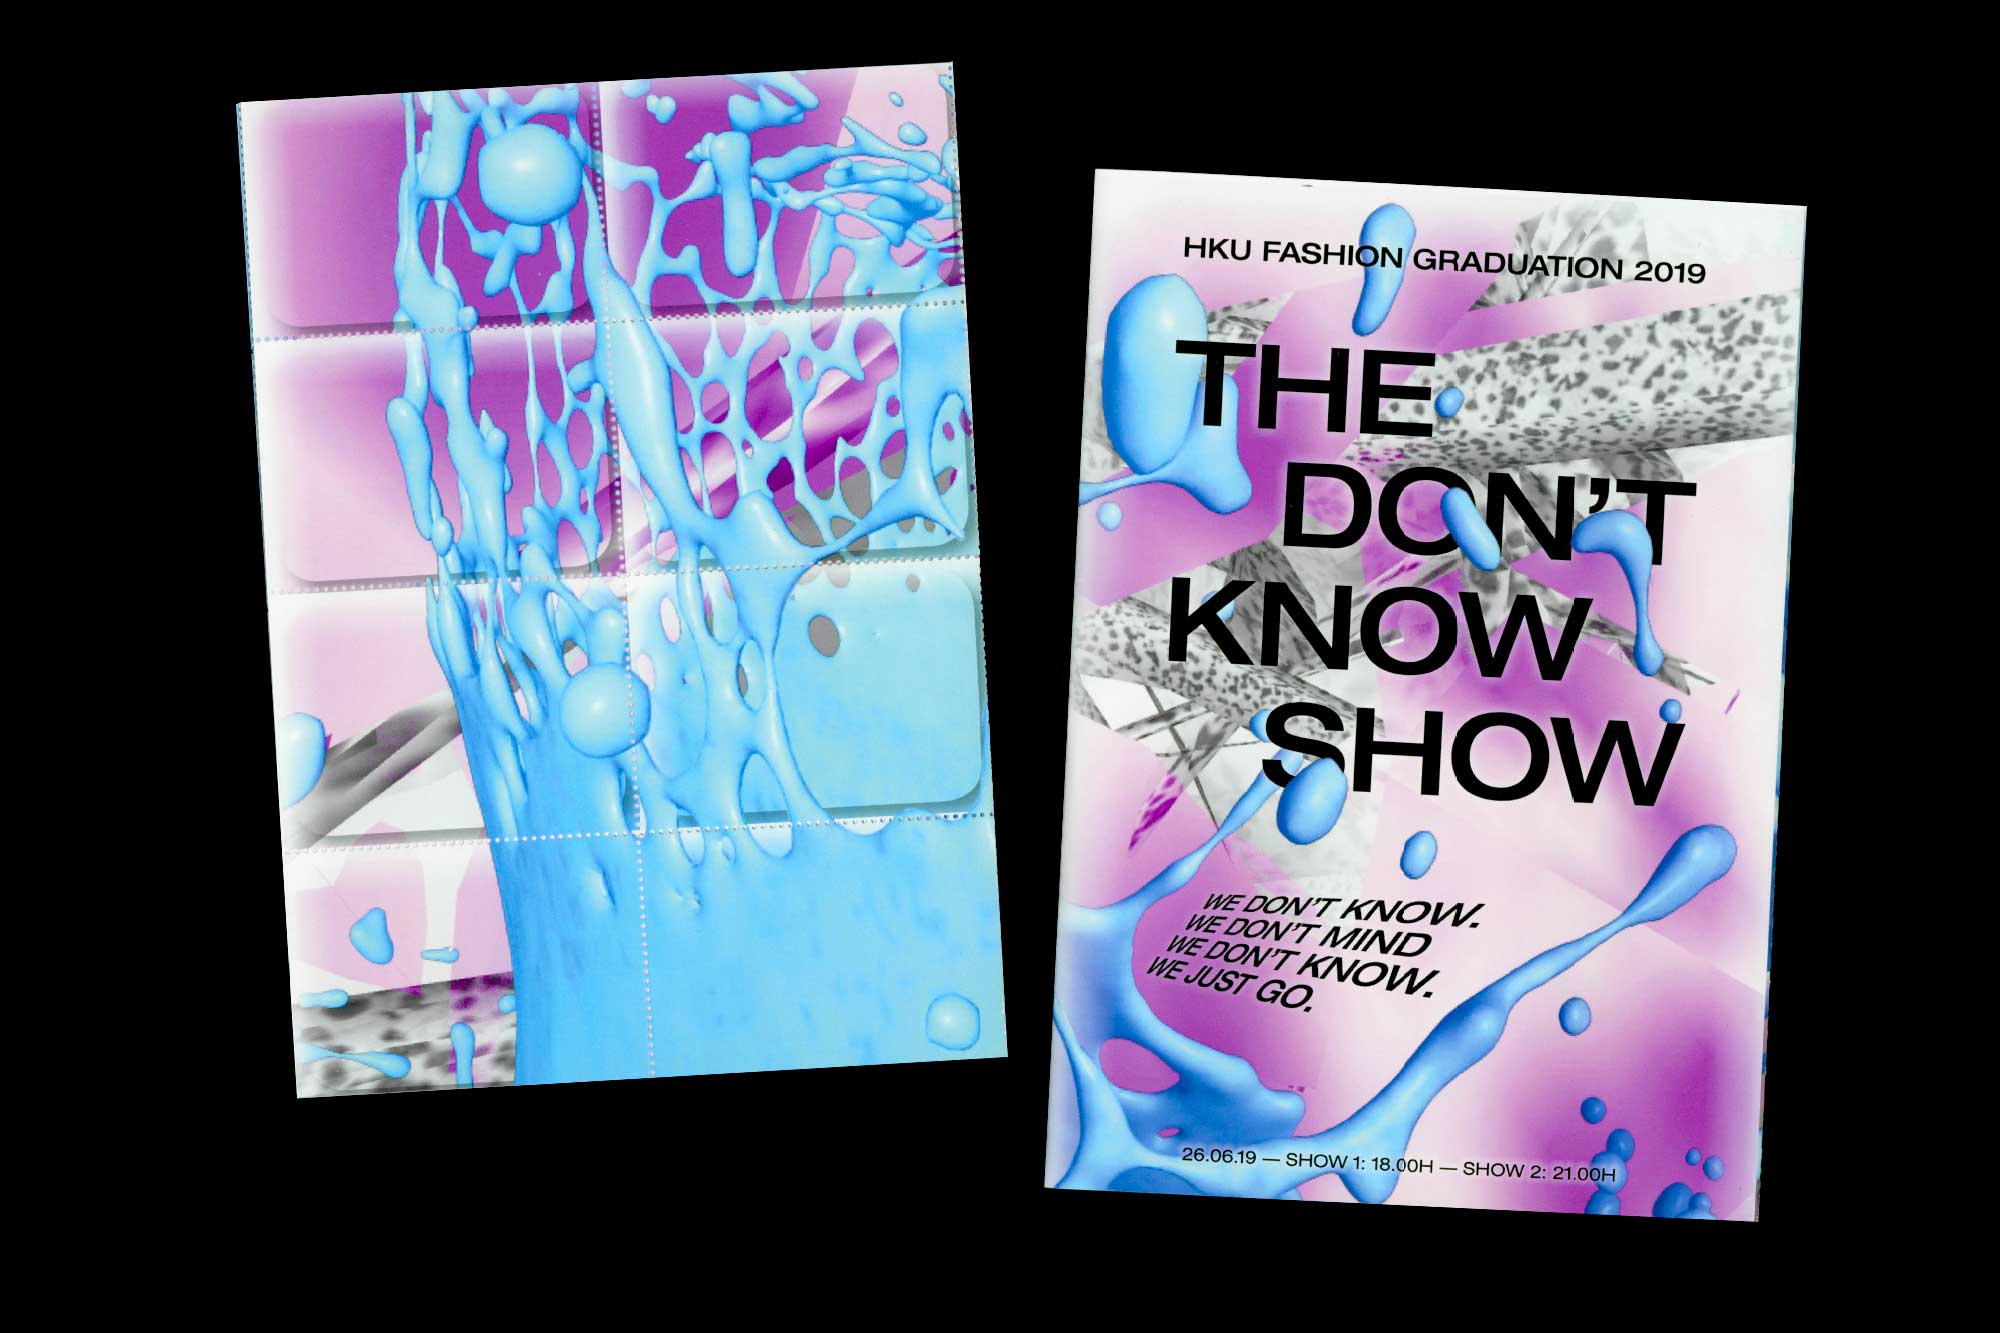 HKU FASHION GRADUATION 2019
THE
DON'T
KNOW
SHOW
WE DON'T KNOW.
WE DON'T MIND
WE DON'T KNOW.
WE JUST GO.
26.06.19 — SHOW 1: 18.00H — SHOW 2: 21.00H